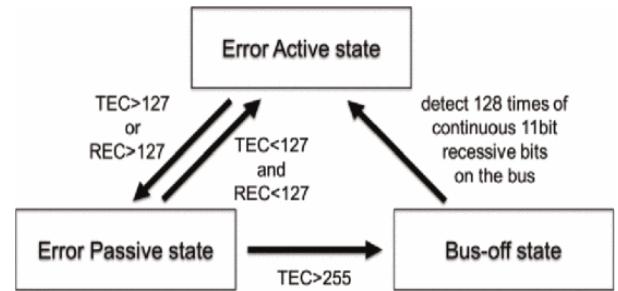 Error Active state
TEC>127
or
REC>127
TEC<127
and
REC<127
detect 128 times of
continuous 11bit
recessive bits
on the bus
Error Passive state
TEC>255
Bus-off state